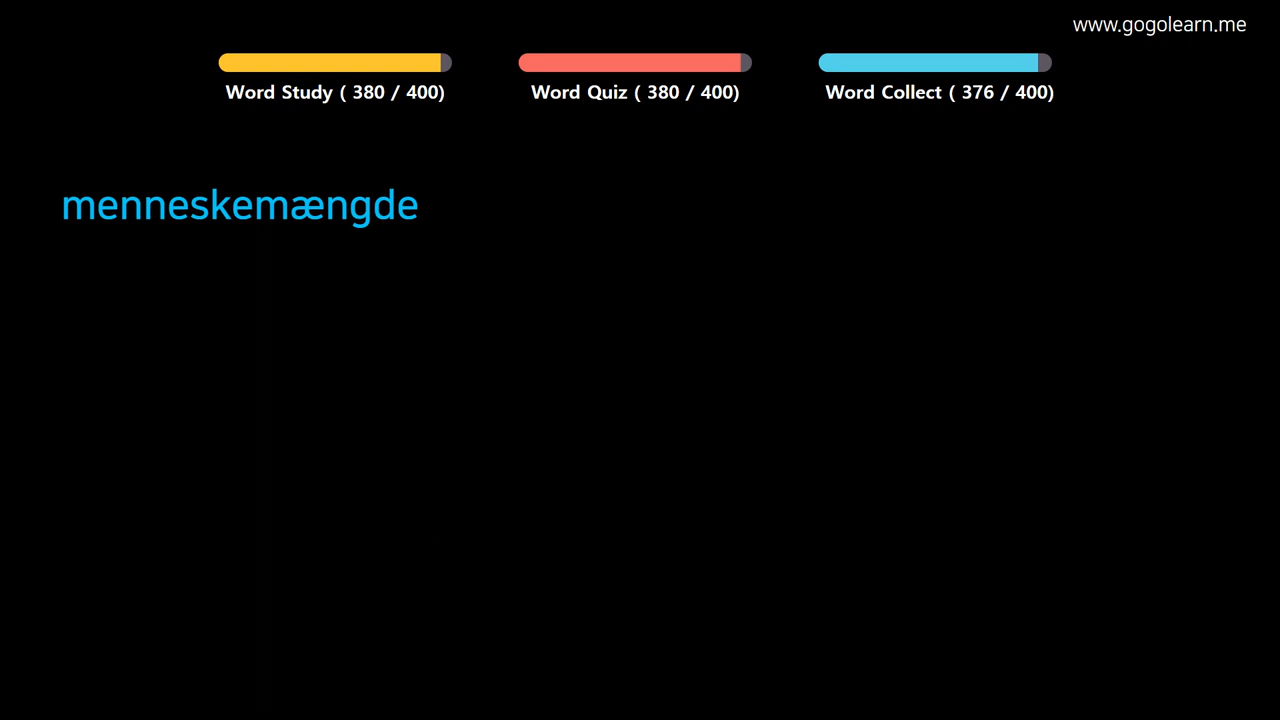 www.gogolearn.me
Word Study ( 380 / 400)
Word Quiz ( 380 / 400)
Word Collect ( 376 / 400)
menneskemængde